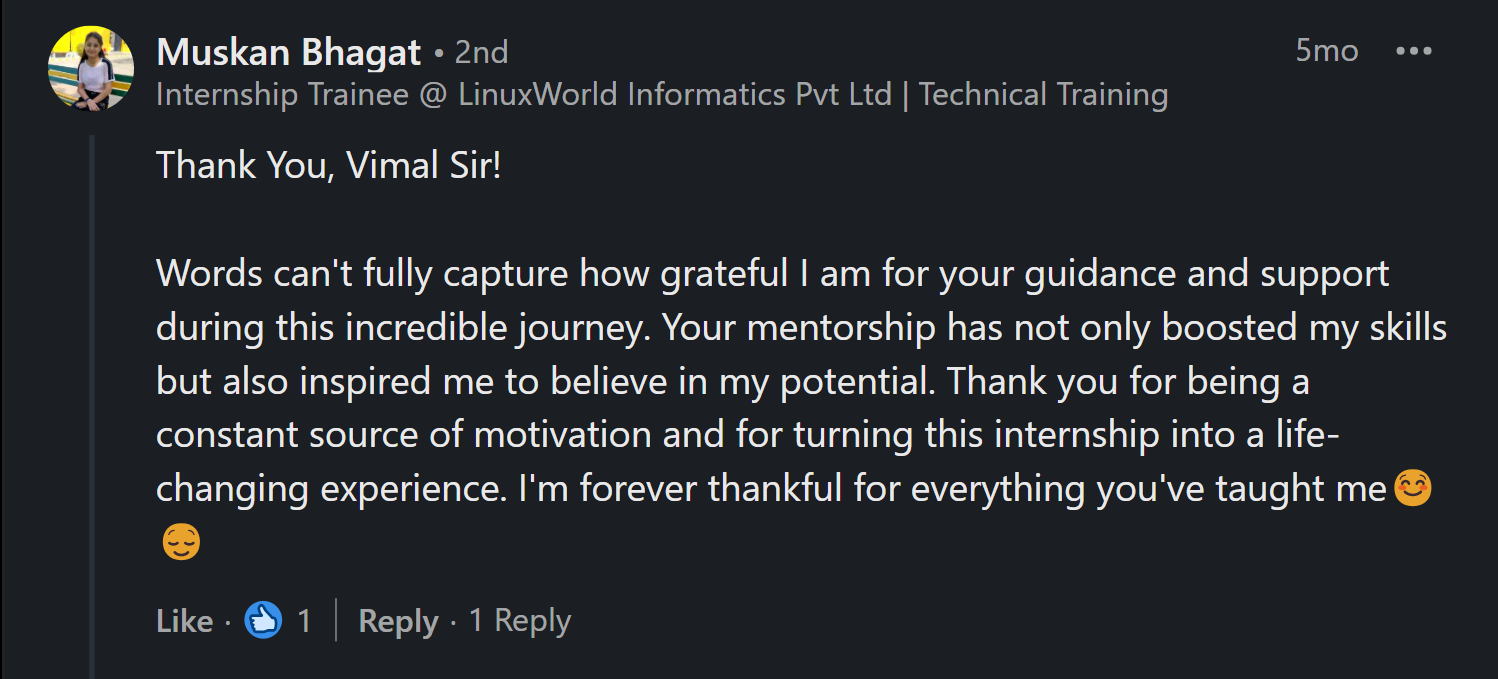 Muskan Bhagat • 2nd
5mo •••
Internship Trainee @ LinuxWorld Informatics Pvt Ltd | Technical Training
Thank You, Vimal Sir!
Words can't fully capture how grateful I am for your guidance and support
during this incredible journey. Your mentorship has not only boosted my skills
but also inspired me to believe in my potential. Thank you for being a
constant source of motivation and for turning this internship into a life-
changing experience. I'm forever thankful for everything you've taught me😊
😌
Like · 👍 1 | Reply · 1 Reply